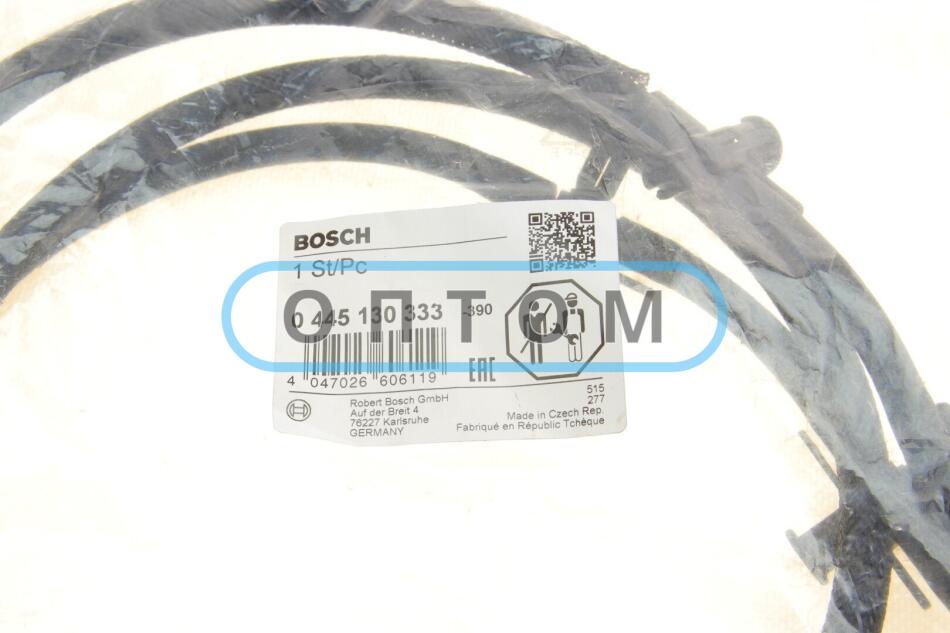 BOSCH
1 St/Pc
ОПТОМ
0 445 130 333 -390
4 047026 606119
EAC
Robert Bosch GmbH
Auf der Breit 4
76227 Karlsruhe
GERMANY
515
277
Made in Czech Rep.
Fabriqué en République Tchèque